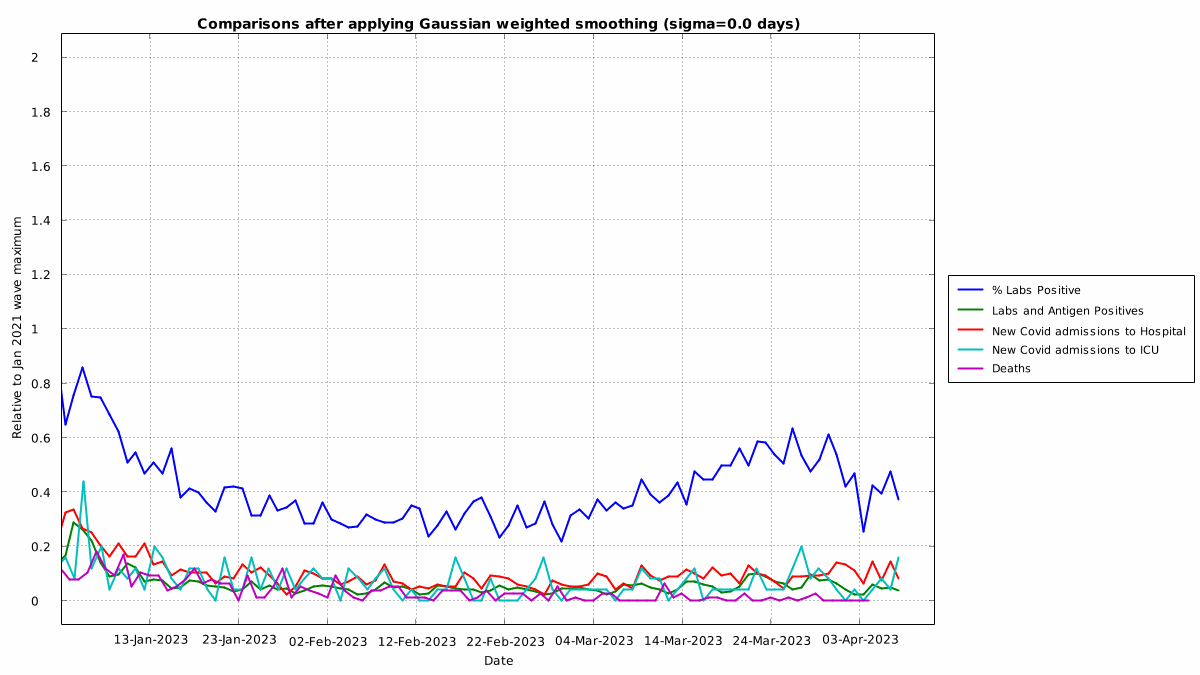 Comparisons after applying Gaussian weighted smoothing (sigma=0.0 days)
Relative to Jan 2021 wave maximum
2
1.8
1.6
1.4
1.2
1
0.8
0.6
0.4
0.2
0
13-Jan-2023 23-Jan-2023 02-Feb-2023 12-Feb-2023 22-Feb-2023 04-Mar-2023 14-Mar-2023 24-Mar-2023 03-Apr-2023
Date
% Labs Positive
Labs and Antigen Positives
New Covid admissions to Hospital
New Covid admissions to ICU
Deaths